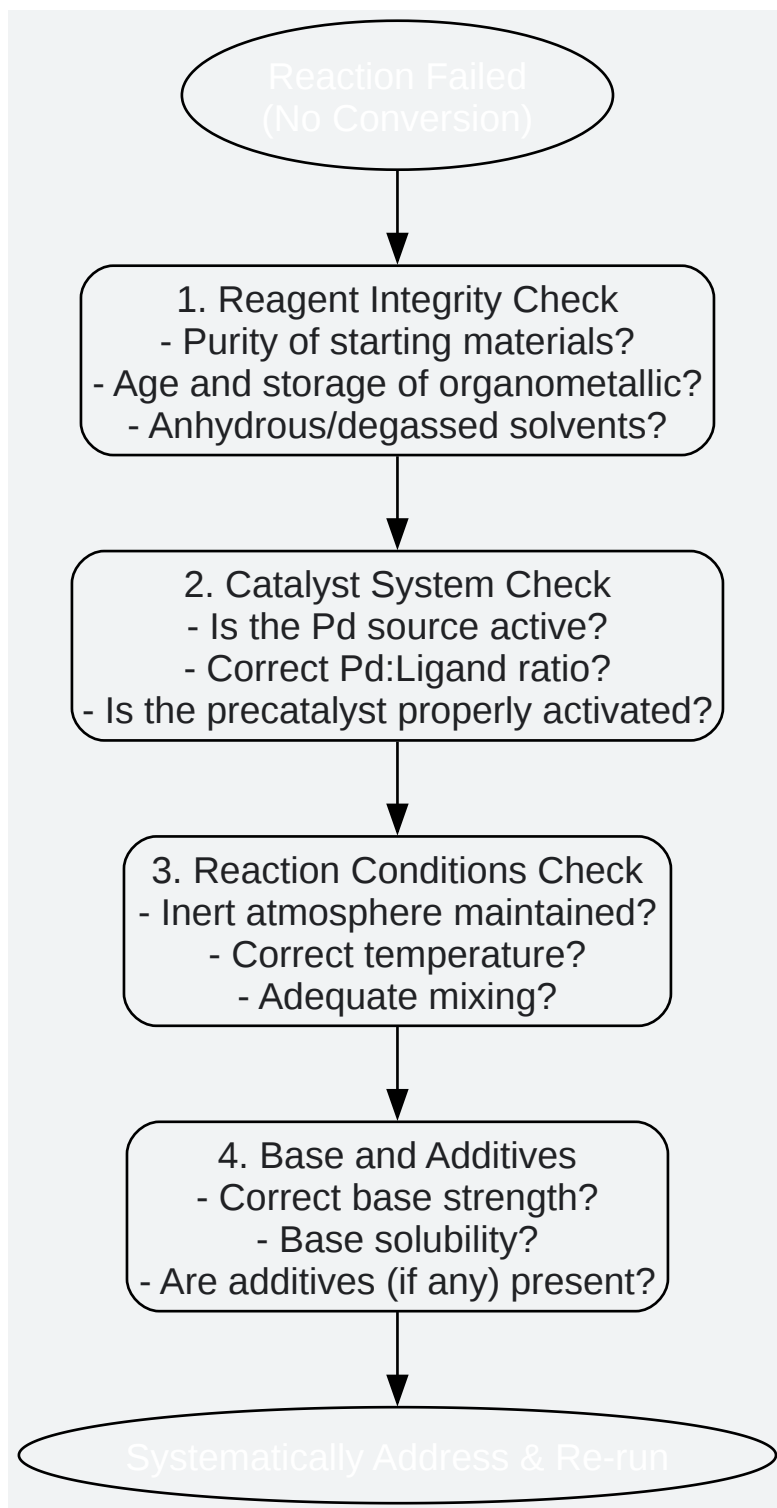 Reaction Failed
(No Conversion)
1. Reagent Integrity Check
- Purity of starting materials?
- Age and storage of organometallic?
- Anhydrous/degassed solvents?
2. Catalyst System Check
- Is the Pd source active?
- Correct Pd:Ligand ratio?
- Is the precatalyst properly activated?
3. Reaction Conditions Check
- Inert atmosphere maintained?
- Correct temperature?
- Adequate mixing?
4. Base and Additives
- Correct base strength?
- Base solubility?
- Are additives (if any) present?
Systematically Address & Re-run